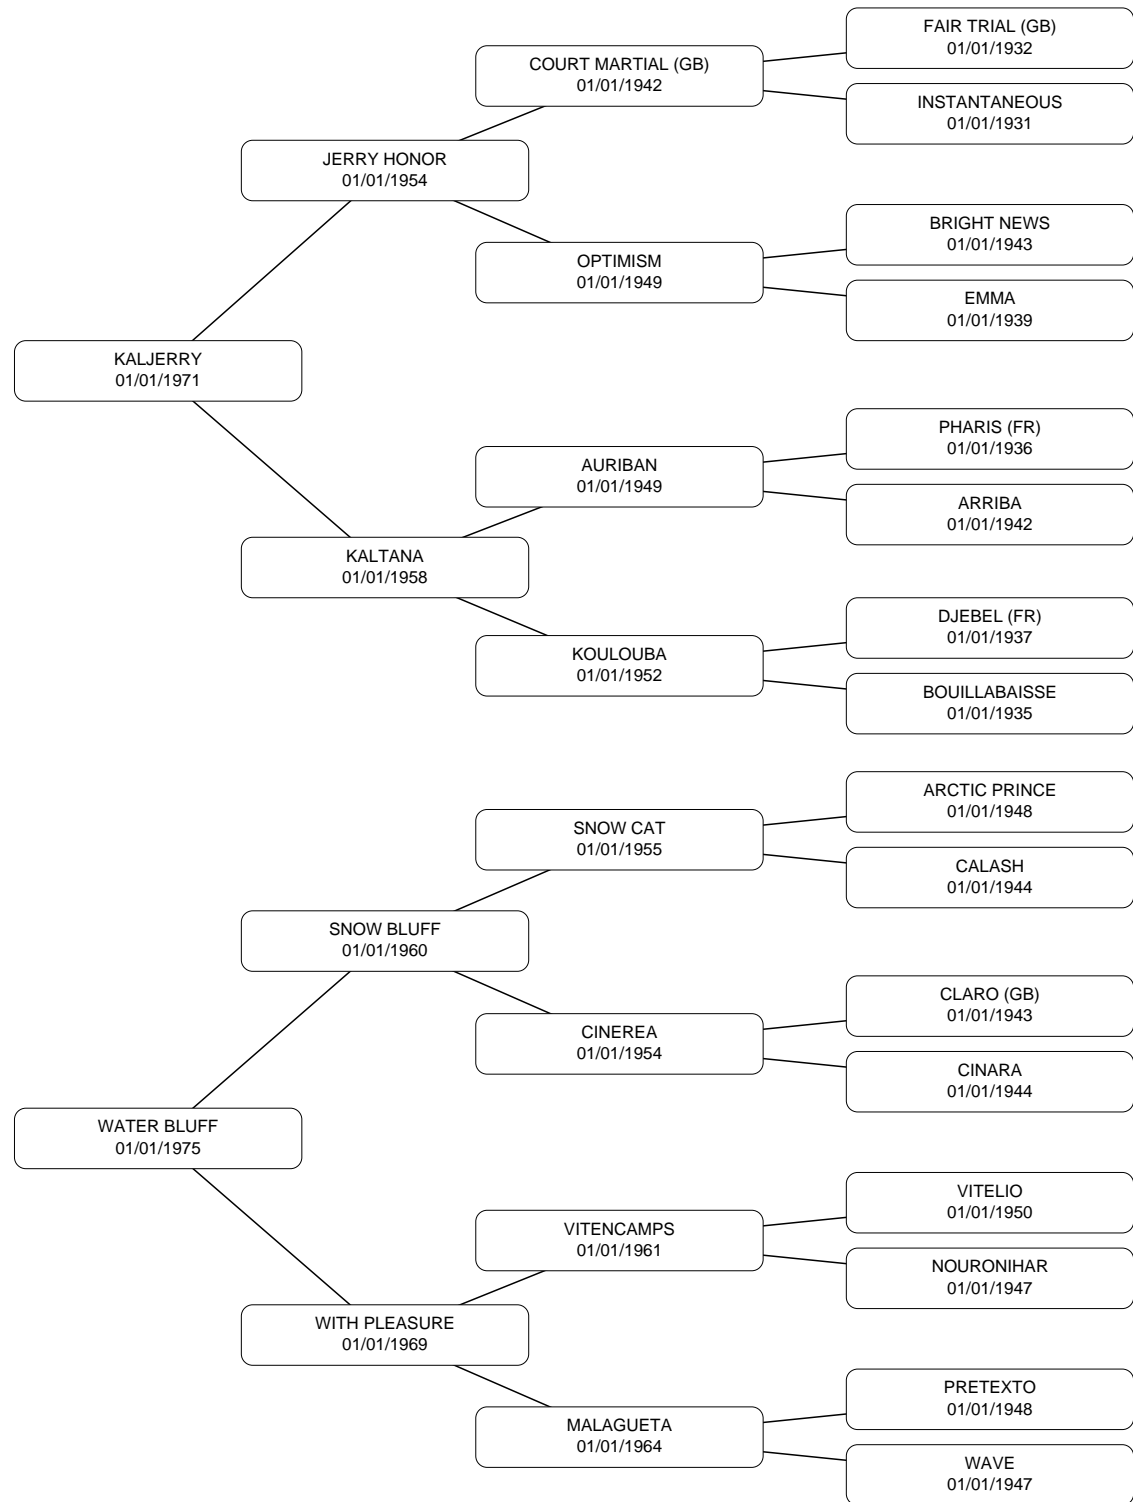 FAIR TRIAL (GB)
01/01/1932
COURT MARTIAL (GB)
01/01/1942
INSTANTANEOUS
01/01/1931
JERRY HONOR
01/01/1954
BRIGHT NEWS
01/01/1943
OPTIMISM
01/01/1949
EMMA
01/01/1939
KALJERRY
01/01/1971
PHARIS (FR)
01/01/1936
AURIBAN
01/01/1949
ARRIBA
01/01/1942
KALTANA
01/01/1958
DJEBEL (FR)
01/01/1937
KOULOUBA
01/01/1952
BOUILLABAISSE
01/01/1935
ARCTIC PRINCE
01/01/1948
SNOW CAT
01/01/1955
CALASH
01/01/1944
SNOW BLUFF
01/01/1960
CLARO (GB)
01/01/1943
CINEREA
01/01/1954
CINARA
01/01/1944
WATER BLUFF
01/01/1975
VITELIO
01/01/1950
VITENCAMPS
01/01/1961
NOURONIHAR
01/01/1947
WITH PLEASURE
01/01/1969
PRETEXTO
01/01/1948
MALAGUETA
01/01/1964
WAVE
01/01/1947